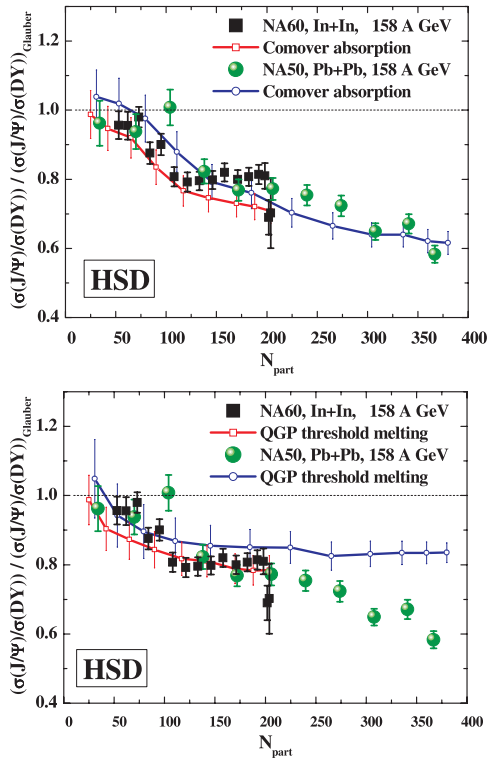 NA60, In+In, 158 A GeV
Comover absorption
NA50, Pb+Pb, 158 A GeV
Comover absorption
(σ(J/Ψ)/σ(DY)) / (σ(J/Ψ)/σ(DY))Glauber
1.2
1.0
0.8
0.6
0.4
HSD
0 50 100 150 200 250 300 350 400
Npart
NA60, In+In, 158 A GeV
QGP threshold melting
NA50, Pb+Pb, 158 A GeV
QGP threshold melting
(σ(J/Ψ)/σ(DY)) / (σ(J/Ψ)/σ(DY))Glauber
1.2
1.0
0.8
0.6
0.4
HSD
0 50 100 150 200 250 300 350 400
Npart